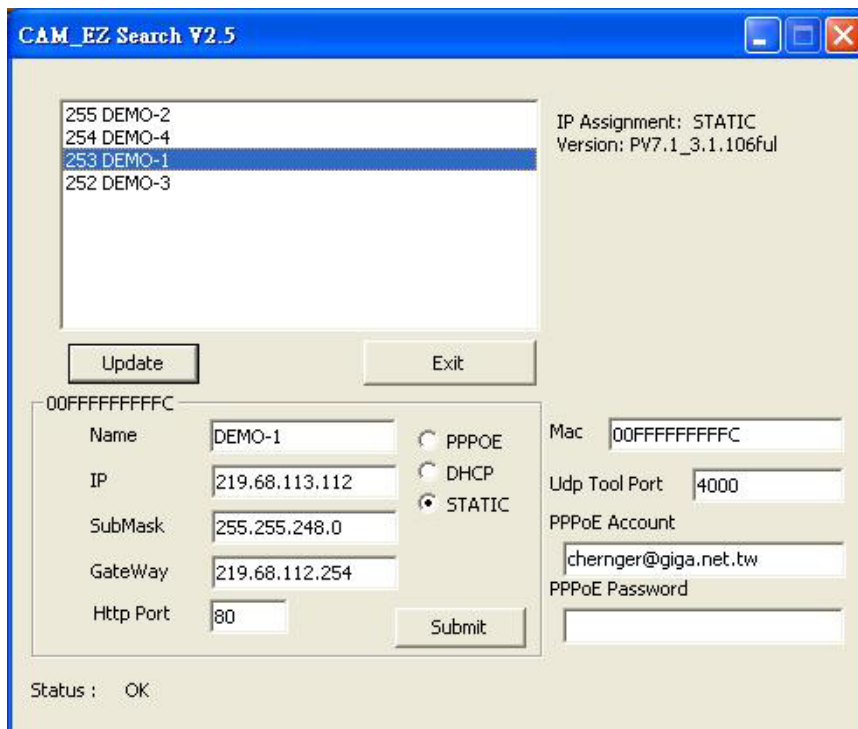 CAM_EZ Search V2.5
255 DEMO-2
254 DEMO-4
253 DEMO-1
252 DEMO-3
IP Assignment: STATIC
Version: PV7.1_3.1.106ful
Update
Exit
00FFFFFFFFFC
Name
DEMO-1
IP
219.68.113.112
SubMask
255.255.248.0
GateWay
219.68.112.254
Http Port
80
PPPOE
DHCP
STATIC
Submit
Mac
00FFFFFFFFFC
Udp Tool Port
4000
PPPoE Account
chernger@giga.net.tw
PPPoE Password
Status : OK